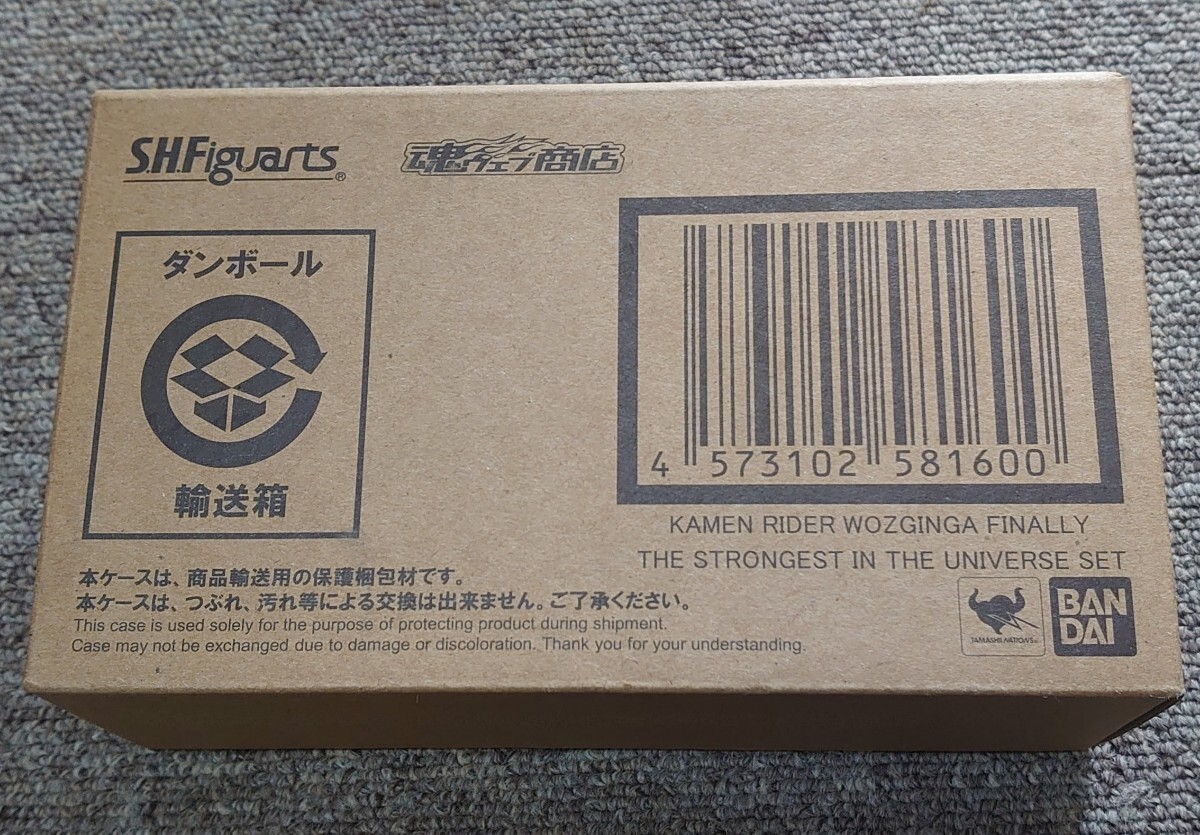 S.H.Figuarts®
魂ウェブ商店
ダンボール
輸送箱
4 573102 581600
KAMEN RIDER WOZGINGA FINALLY
THE STRONGEST IN THE UNIVERSE SET
本ケースは、商品輸送用の保護梱包材です。
本ケースは、つぶれ、汚れ等による交換は出来ません。ご了承ください。
This case is used solely for the purpose of protecting product during shipment.
Case may not be exchanged due to damage or discoloration. Thank you for your understanding.
TAMASHII NATIONS
BAN
DAI